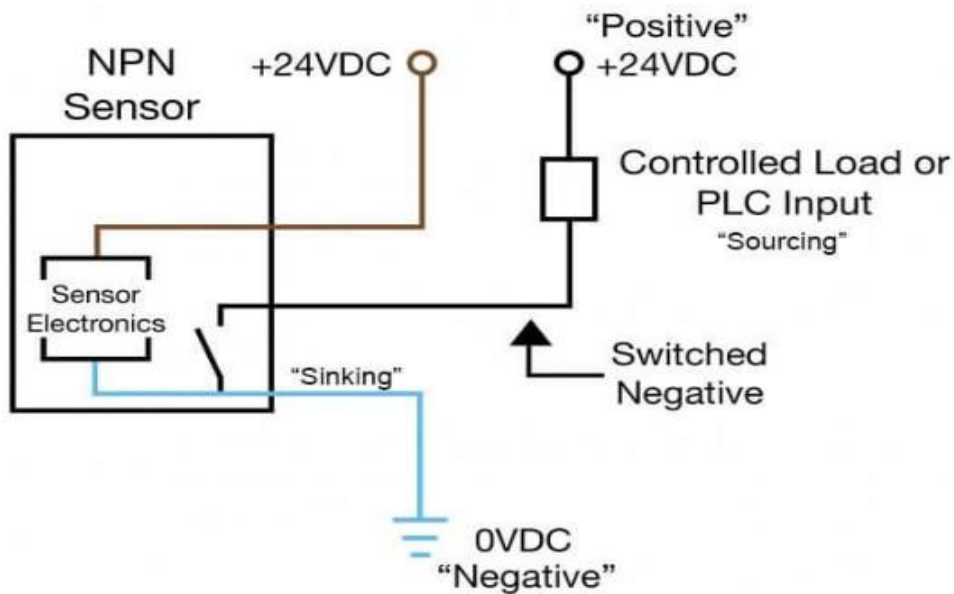 NPN
Sensor
+24VDC
“Positive”
+24VDC
Controlled Load or
PLC Input
“Sourcing”
Sensor
Electronics
“Sinking”
Switched
Negative
0VDC
“Negative”